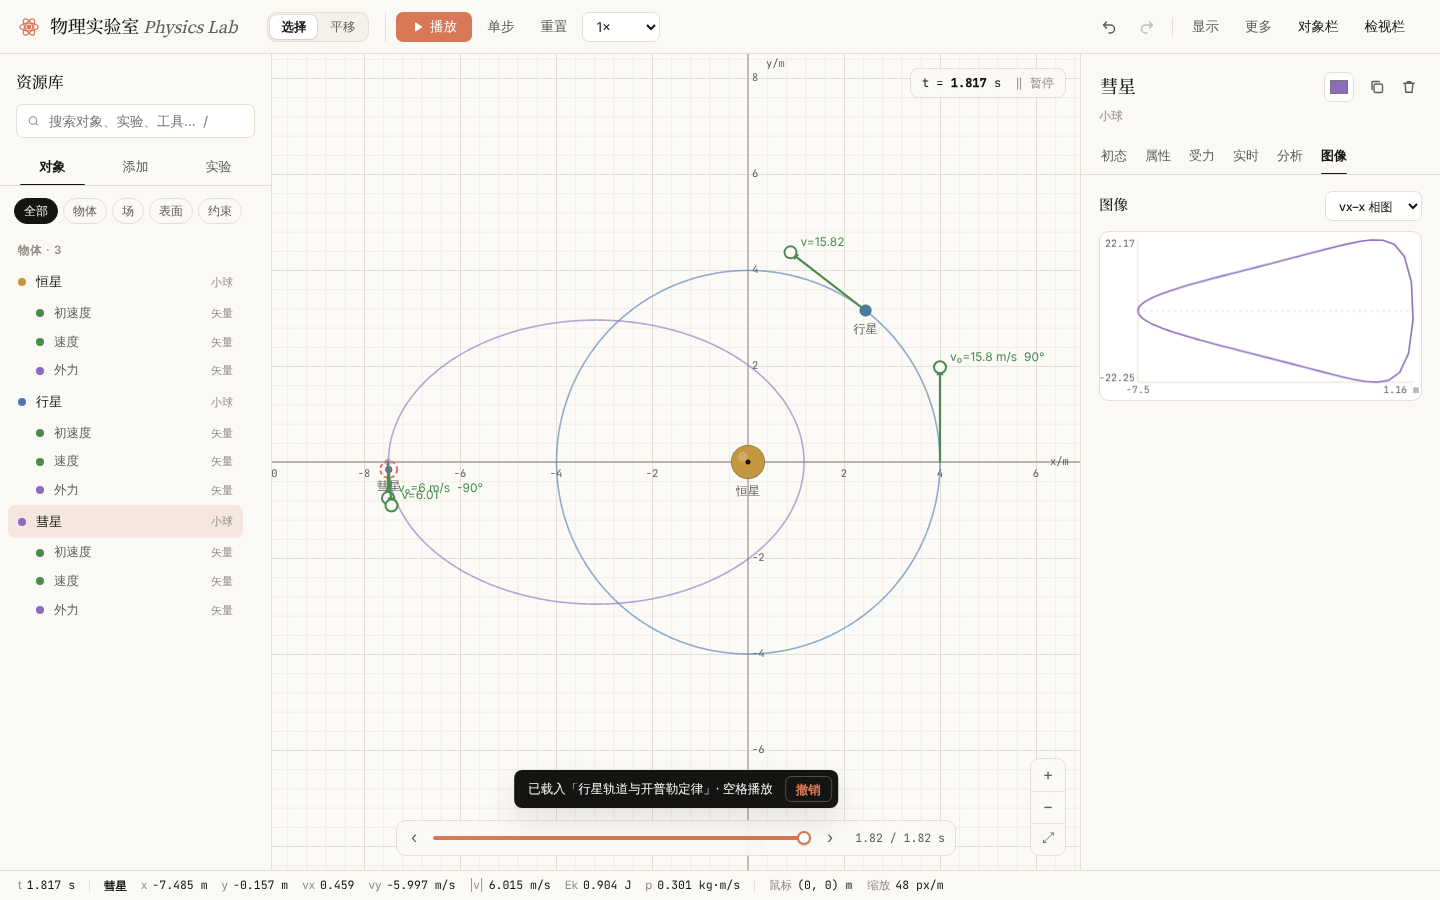 物理实验室 Physics Lab
选择 平移
播放 单步 重置 1×
显示 更多 对象栏 检视栏
资源库
搜索对象、实验、工具... /
对象 添加 实验
全部 物体 场 表面 约束
物体 · 3
恒星 小球
初速度 矢量
速度 矢量
外力 矢量
行星 小球
初速度 矢量
速度 矢量
外力 矢量
彗星 小球
初速度 矢量
速度 矢量
外力 矢量
y/m
t = 1.817 s 暂停
8
6
v=15.82
4
行星
v₀=15.8 m/s 90°
2
0 -8 -6 -4 -2 2 4 6 x/m
彗星
v₀=6 m/s -90°
v=6.01
恒星
-2
-4
-6
已载入「行星轨道与开普勒定律」· 空格播放 撤销
‹ › 1.82 / 1.82 s
+
−
彗星
小球
初态 属性 受力 实时 分析 图像
图像 vx–x 相图
22.17
-22.25
-7.5 1.16 m
t 1.817 s 彗星 x -7.485 m y -0.157 m vx 0.459 vy -5.997 m/s |v| 6.015 m/s Ek 0.904 J p 0.301 kg·m/s 鼠标 (0, 0) m 缩放 48 px/m